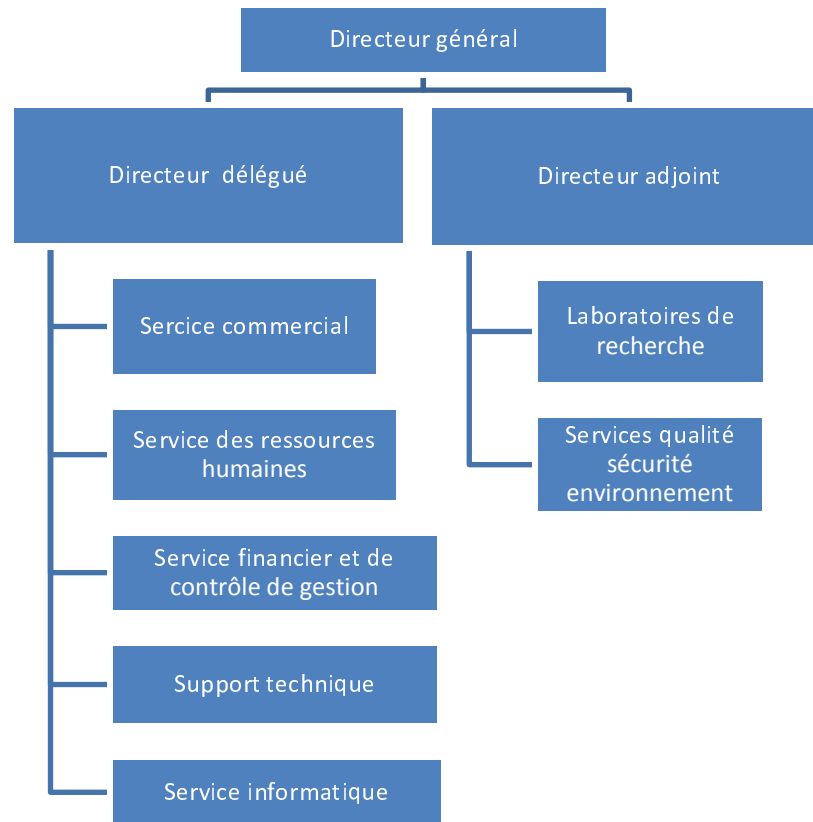 Directeur général
Directeur délégué
Directeur adjoint
Sercice commercial
Laboratoires de
recherche
Service des ressources
humaines
Services qualité
sécurité
environnement
Service financier et de
contrôle de gestion
Support technique
Service informatique